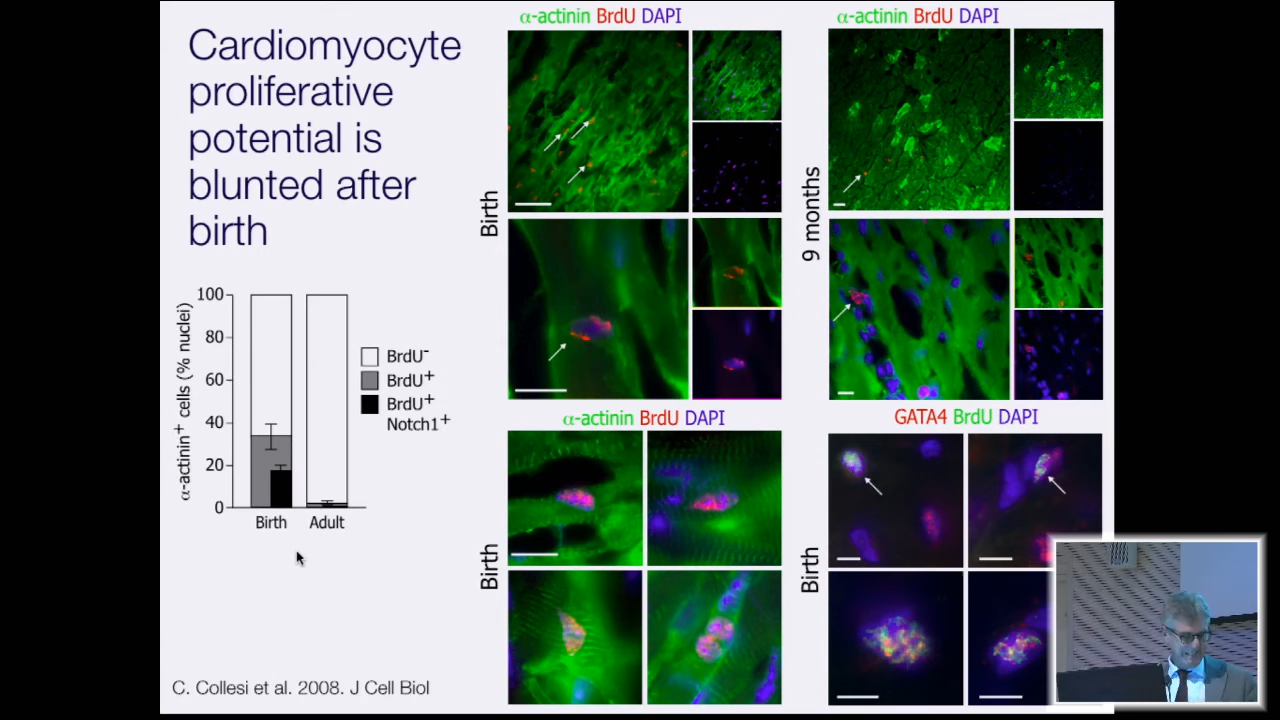 Cardiomyocyte
proliferative
potential is
blunted after
birth
α-actinin⁺ cells (% nuclei)
100
80
60
40
20
0
Birth
Adult
BrdU⁻
BrdU⁺
BrdU⁺
Notch1⁺
C. Collesi et al. 2008. J Cell Biol
α-actinin BrdU DAPI
Birth
α-actinin BrdU DAPI
9 months
α-actinin BrdU DAPI
Birth
GATA4 BrdU DAPI
Birth